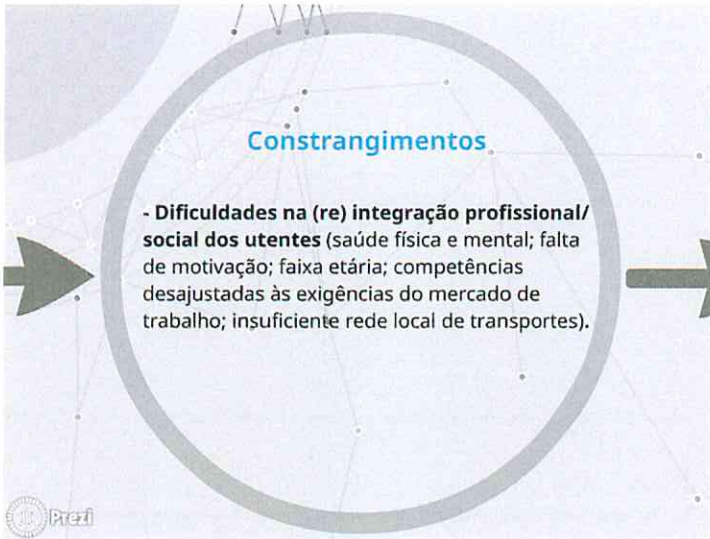 Constrangimentos
- Dificuldades na (re) integração profissional/
social dos utentes (saúde física e mental; falta
de motivação; faixa etária; competências
desajustadas às exigências do mercado de
trabalho; insuficiente rede local de transportes).
Prezi